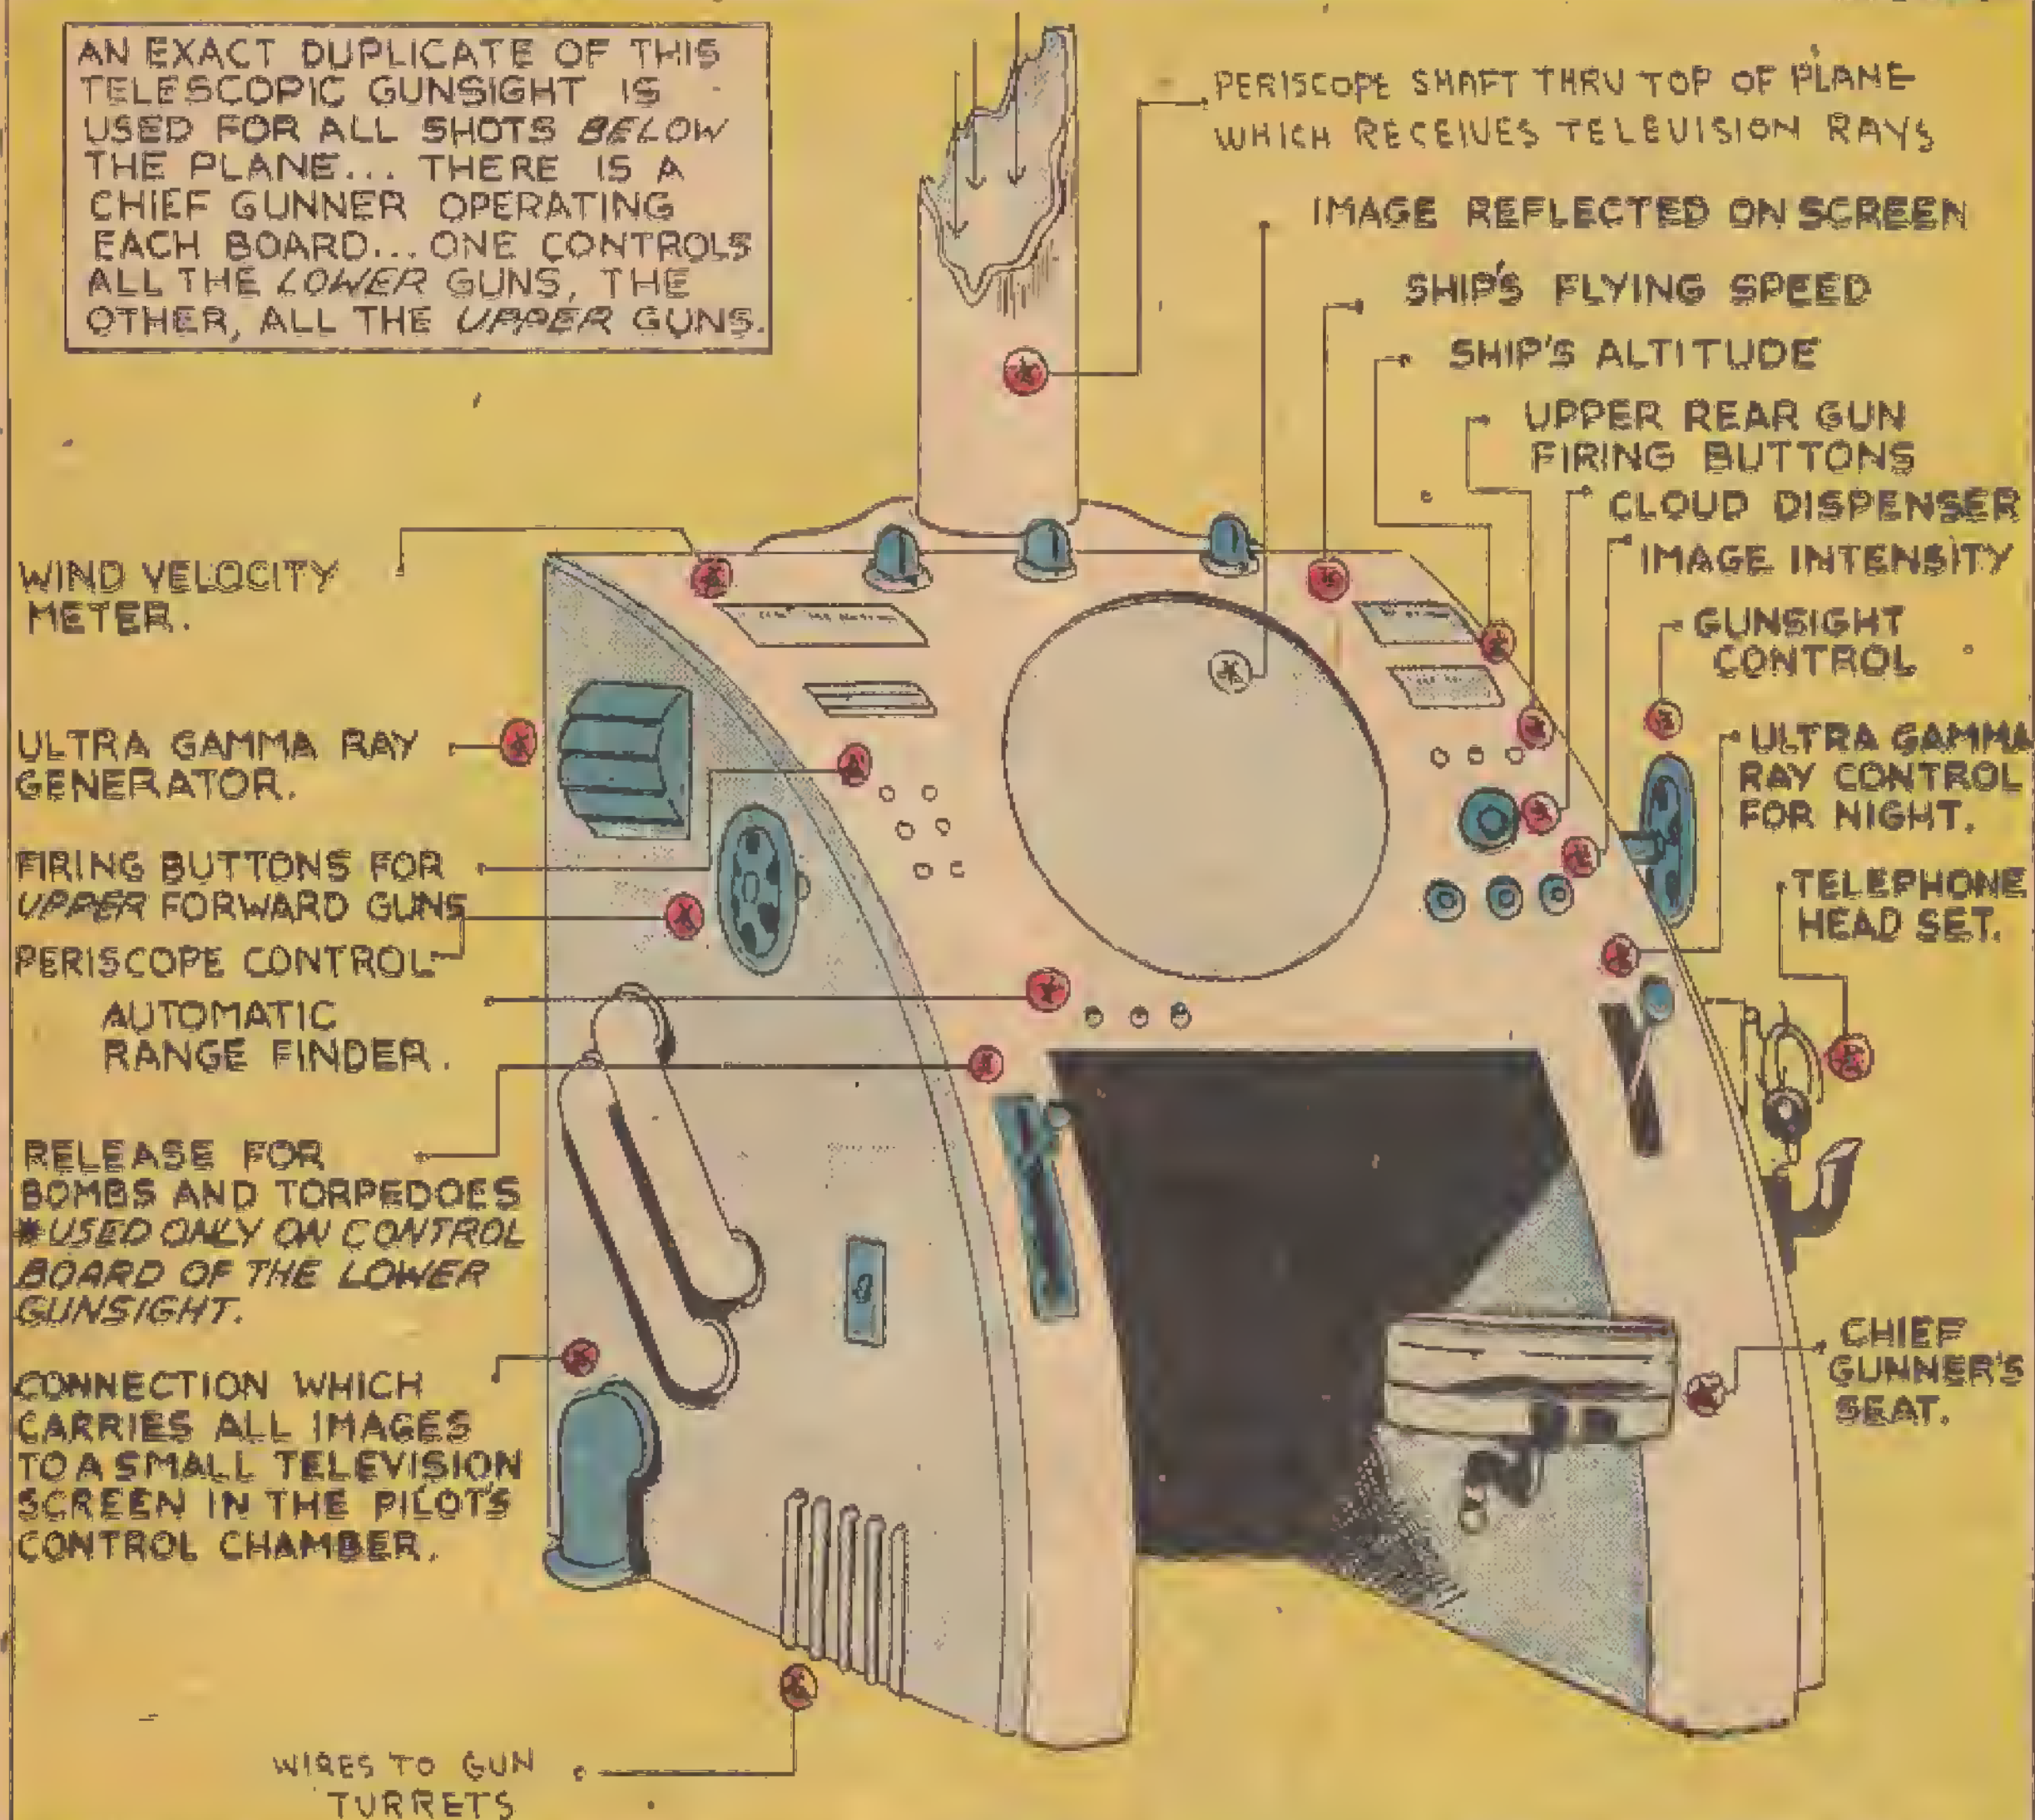 AN EXACT DUPLICATE OF THIS
TELESCOPIC GUNSIGHT IS
USED FOR ALL SHOTS BELOW
THE PLANE... THERE IS A
CHIEF GUNNER OPERATING
EACH BOARD... ONE CONTROLS
ALL THE LOWER GUNS, THE
OTHER, ALL THE UPPER GUNS.
PERISCOPE SHAFT THRU TOP OF PLANE
WHICH RECEIVES TELEVISION RAYS
IMAGE REFLECTED ON SCREEN
SHIP'S FLYING SPEED
SHIP'S ALTITUDE
UPPER REAR GUN
FIRING BUTTONS
CLOUD DISPENSER
IMAGE INTENSITY
GUNSIGHT
CONTROL
ULTRA GAMMA
RAY CONTROL
FOR NIGHT.
TELEPHONE
HEAD SET.
CHIEF
GUNNER'S
SEAT.
WIND VELOCITY
METER.
ULTRA GAMMA RAY
GENERATOR.
FIRING BUTTONS FOR
UPPER FORWARD GUNS
PERISCOPE CONTROL
AUTOMATIC
RANGE FINDER.
RELEASE FOR
BOMBS AND TORPEDOES
*USED ONLY ON CONTROL
BOARD OF THE LOWER
GUNSIGHT.
CONNECTION WHICH
CARRIES ALL IMAGES
TO A SMALL TELEVISION
SCREEN IN THE PILOT'S
CONTROL CHAMBER.
WIRES TO GUN
TURRETS